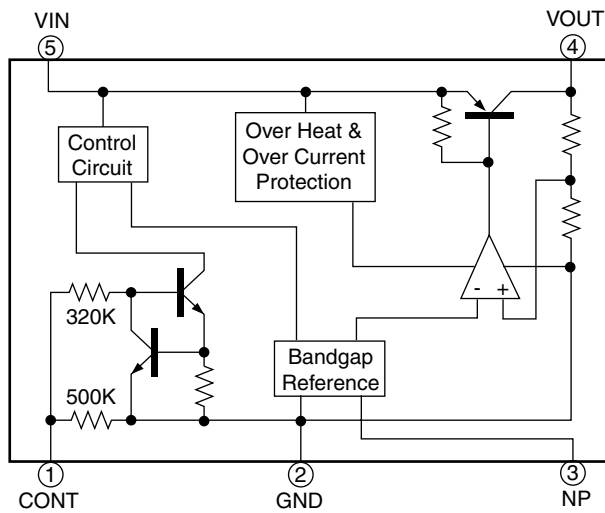 VIN
VOUT
5
4
Control
Circuit
Over Heat &
Over Current
Protection
320K
- +
500K
Bandgap
Reference
1
2
3
CONT
GND
NP